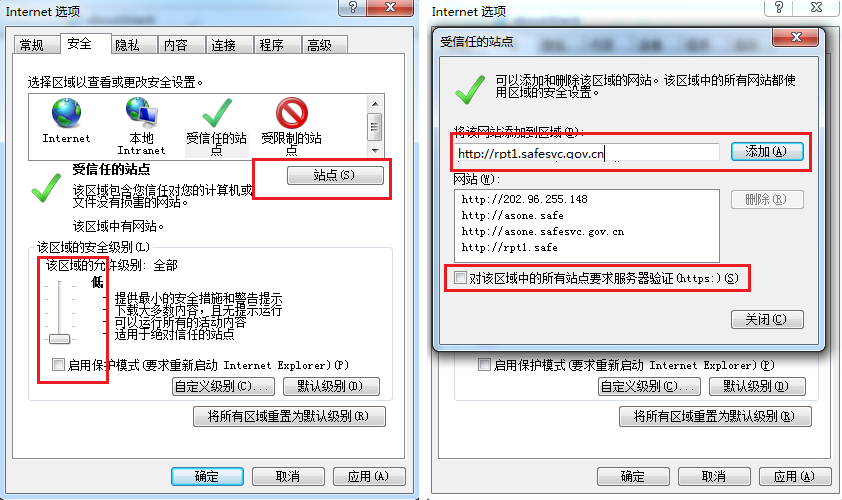 Internet 选项
常规 安全 隐私 内容 连接 程序 高级
选择区域以查看或更改安全设置。
Internet
本地
Intranet
受信任的站
点
受限制的站
点
受信任的站点
站点(S)
该区域包含您信任对您的计算机或
文件没有损害的网站。
该区域中有网站。
该区域的安全级别(L)
该区域的允许级别: 全部
低
- 提供最小的安全措施和警告提示
- 下载大多数内容，且无提示运行
- 可以运行所有的活动内容
- 适用于绝对信任的站点
启用保护模式(要求重新启动 Internet Explorer)(P)
自定义级别(C)... 默认级别(D)
将所有区域重置为默认级别(R)
确定 取消 应用(A)
Internet 选项
受信任的站点
可以添加和删除该区域的网站。该区域中的所有网站都使
用区域的安全设置。
将该网站添加到区域(D):
http://rpt1.safesvc.gov.cn
添加(A)
网站(W):
http://202.96.255.148
http://asone.safe
http://asone.safesvc.gov.cn
http://rpt1.safe
删除(R)
对该区域中的所有站点要求服务器验证(https:)(S)
关闭(C)
启用保护模式(要求重新启动 Internet Explorer)(P)
自定义级别(C)... 默认级别(D)
将所有区域重置为默认级别(R)
确定 取消 应用(A)